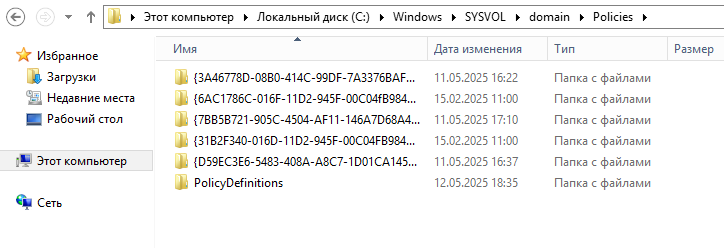 Этот компьютер ▸ Локальный диск (C:) ▸ Windows ▸ SYSVOL ▸ domain ▸ Policies
Имя Дата изменения Тип Размер
Избранное
Загрузки
Недавние места
Рабочий стол
Этот компьютер
Сеть
{3A46778D-08B0-414C-99DF-7A3376BAF... 11.05.2025 16:22 Папка с файлами
{6AC1786C-016F-11D2-945F-00C04fB984... 15.02.2025 11:00 Папка с файлами
{7BB5B721-905C-4504-AF11-146A7D68A4... 11.05.2025 17:10 Папка с файлами
{31B2F340-016D-11D2-945F-00C04FB984... 15.02.2025 11:00 Папка с файлами
{D59EC3E6-5483-408A-A8C7-1D01CA145... 11.05.2025 16:37 Папка с файлами
PolicyDefinitions 12.05.2025 18:35 Папка с файлами